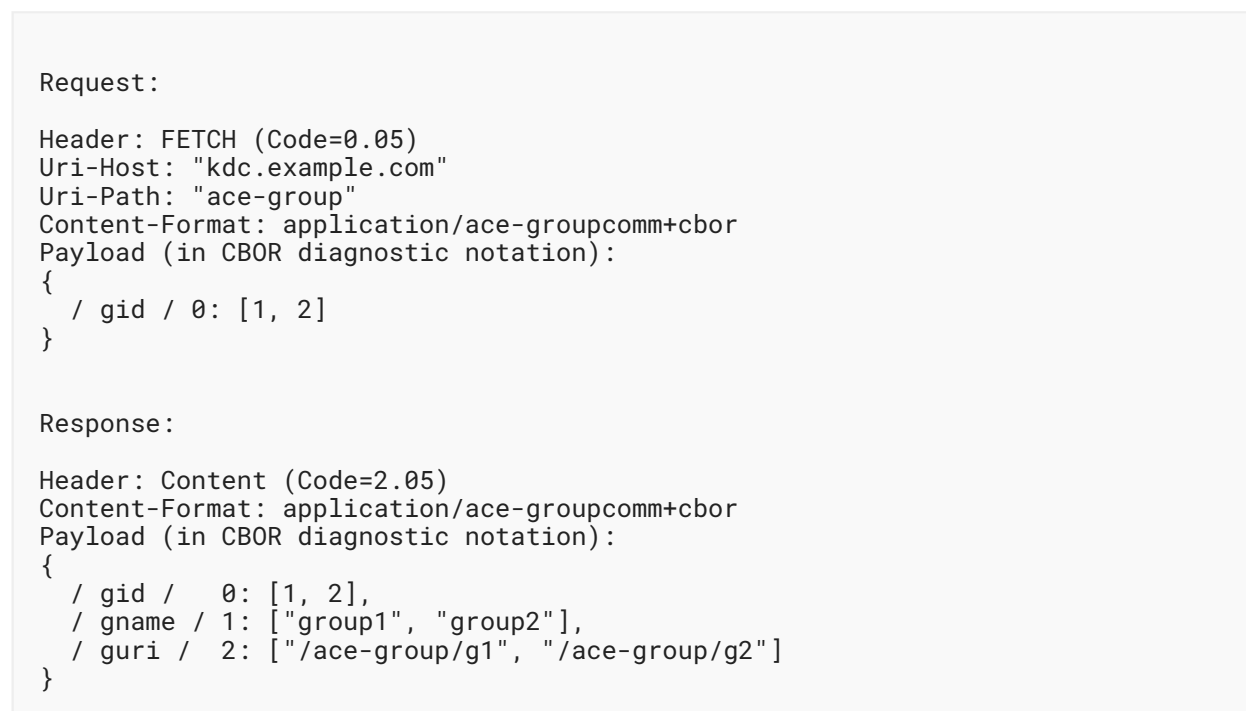 Request:
Header: FETCH (Code=0.05)
Uri-Host: "kdc.example.com"
Uri-Path: "ace-group"
Content-Format: application/ace-groupcomm+cbor
Payload (in CBOR diagnostic notation):
{
  / gid / 0: [1, 2]
}
Response:
Header: Content (Code=2.05)
Content-Format: application/ace-groupcomm+cbor
Payload (in CBOR diagnostic notation):
{
  / gid /   0: [1, 2],
  / gname / 1: ["group1", "group2"],
  / guri /  2: ["/ace-group/g1", "/ace-group/g2"]
}